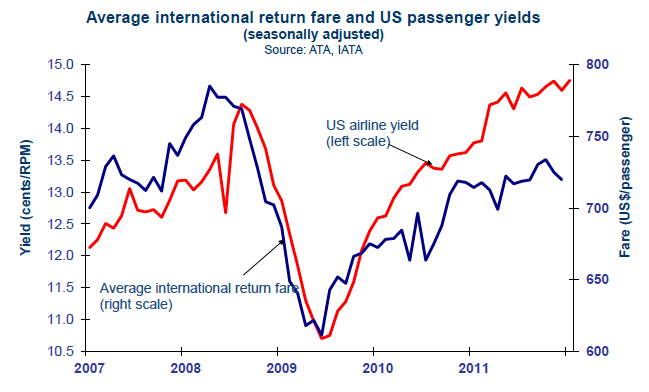 Average international return fare and US passenger yields
(seasonally adjusted)
Source: ATA, IATA
15.0
14.5
14.0
13.5
13.0
12.5
12.0
11.5
11.0
10.5
Yield (cents/RPM)
800
750
700
650
600
Fare (US$/passenger)
US airline yield
(left scale)
Average international return fare
(right scale)
2007 2008 2009 2010 2011